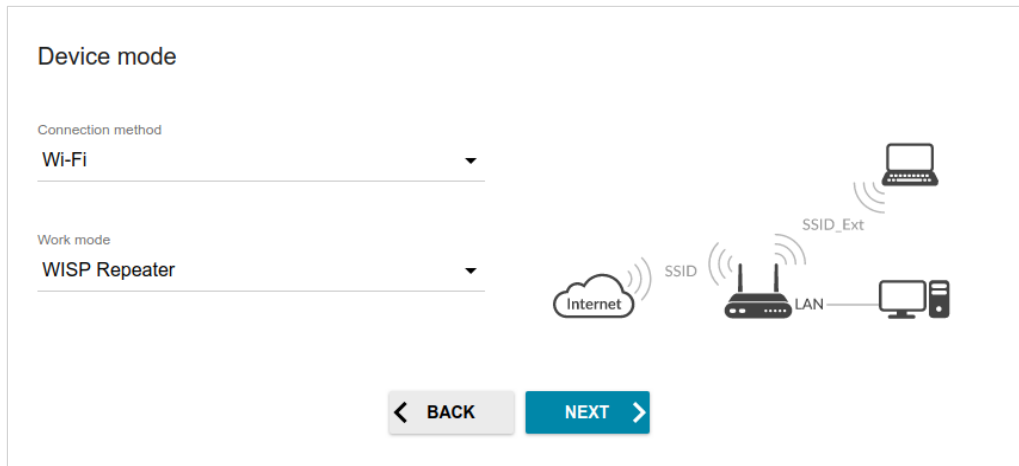 Device mode
Connection method
Wi-Fi
Work mode
WISP Repeater
SSID_Ext
SSID
Internet
LAN
BACK
NEXT